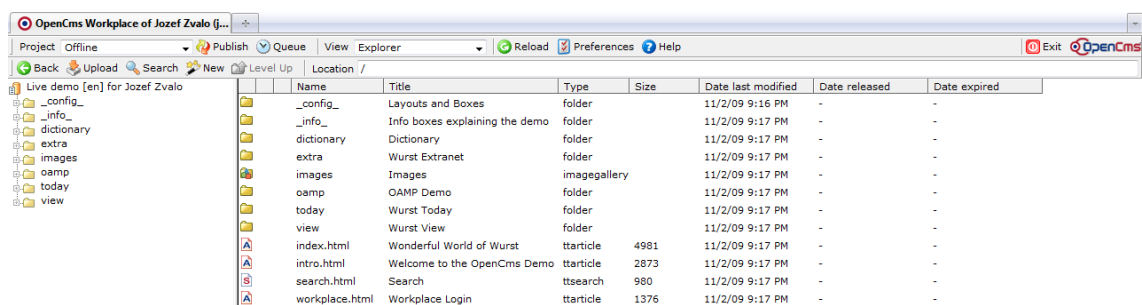 OpenCms Workplace of Jozef Zvalo (j...
Project Offline Publish Queue View Explorer Reload Preferences Help Exit OpenCms
Back Upload Search New Level Up Location /
Live demo [en] for Jozef Zvalo
_config_
_info_
dictionary
extra
images
oamp
today
view
Name Title Type Size Date last modified Date released Date expired
_config_ Layouts and Boxes folder 11/2/09 9:16 PM - -
_info_ Info boxes explaining the demo folder 11/2/09 9:17 PM - -
dictionary Dictionary folder 11/2/09 9:17 PM - -
extra Wurst Extranet folder 11/2/09 9:17 PM - -
images Images imagegallery 11/2/09 9:17 PM - -
oamp OAMP Demo folder 11/2/09 9:17 PM - -
today Wurst Today folder 11/2/09 9:17 PM - -
view Wurst View folder 11/2/09 9:17 PM - -
index.html Wonderful World of Wurst ttarticle 4981 11/2/09 9:17 PM - -
intro.html Welcome to the OpenCms Demo ttarticle 2873 11/2/09 9:17 PM - -
search.html Search ttsearch 980 11/2/09 9:17 PM - -
workplace.html Workplace Login ttarticle 1376 11/2/09 9:17 PM - -